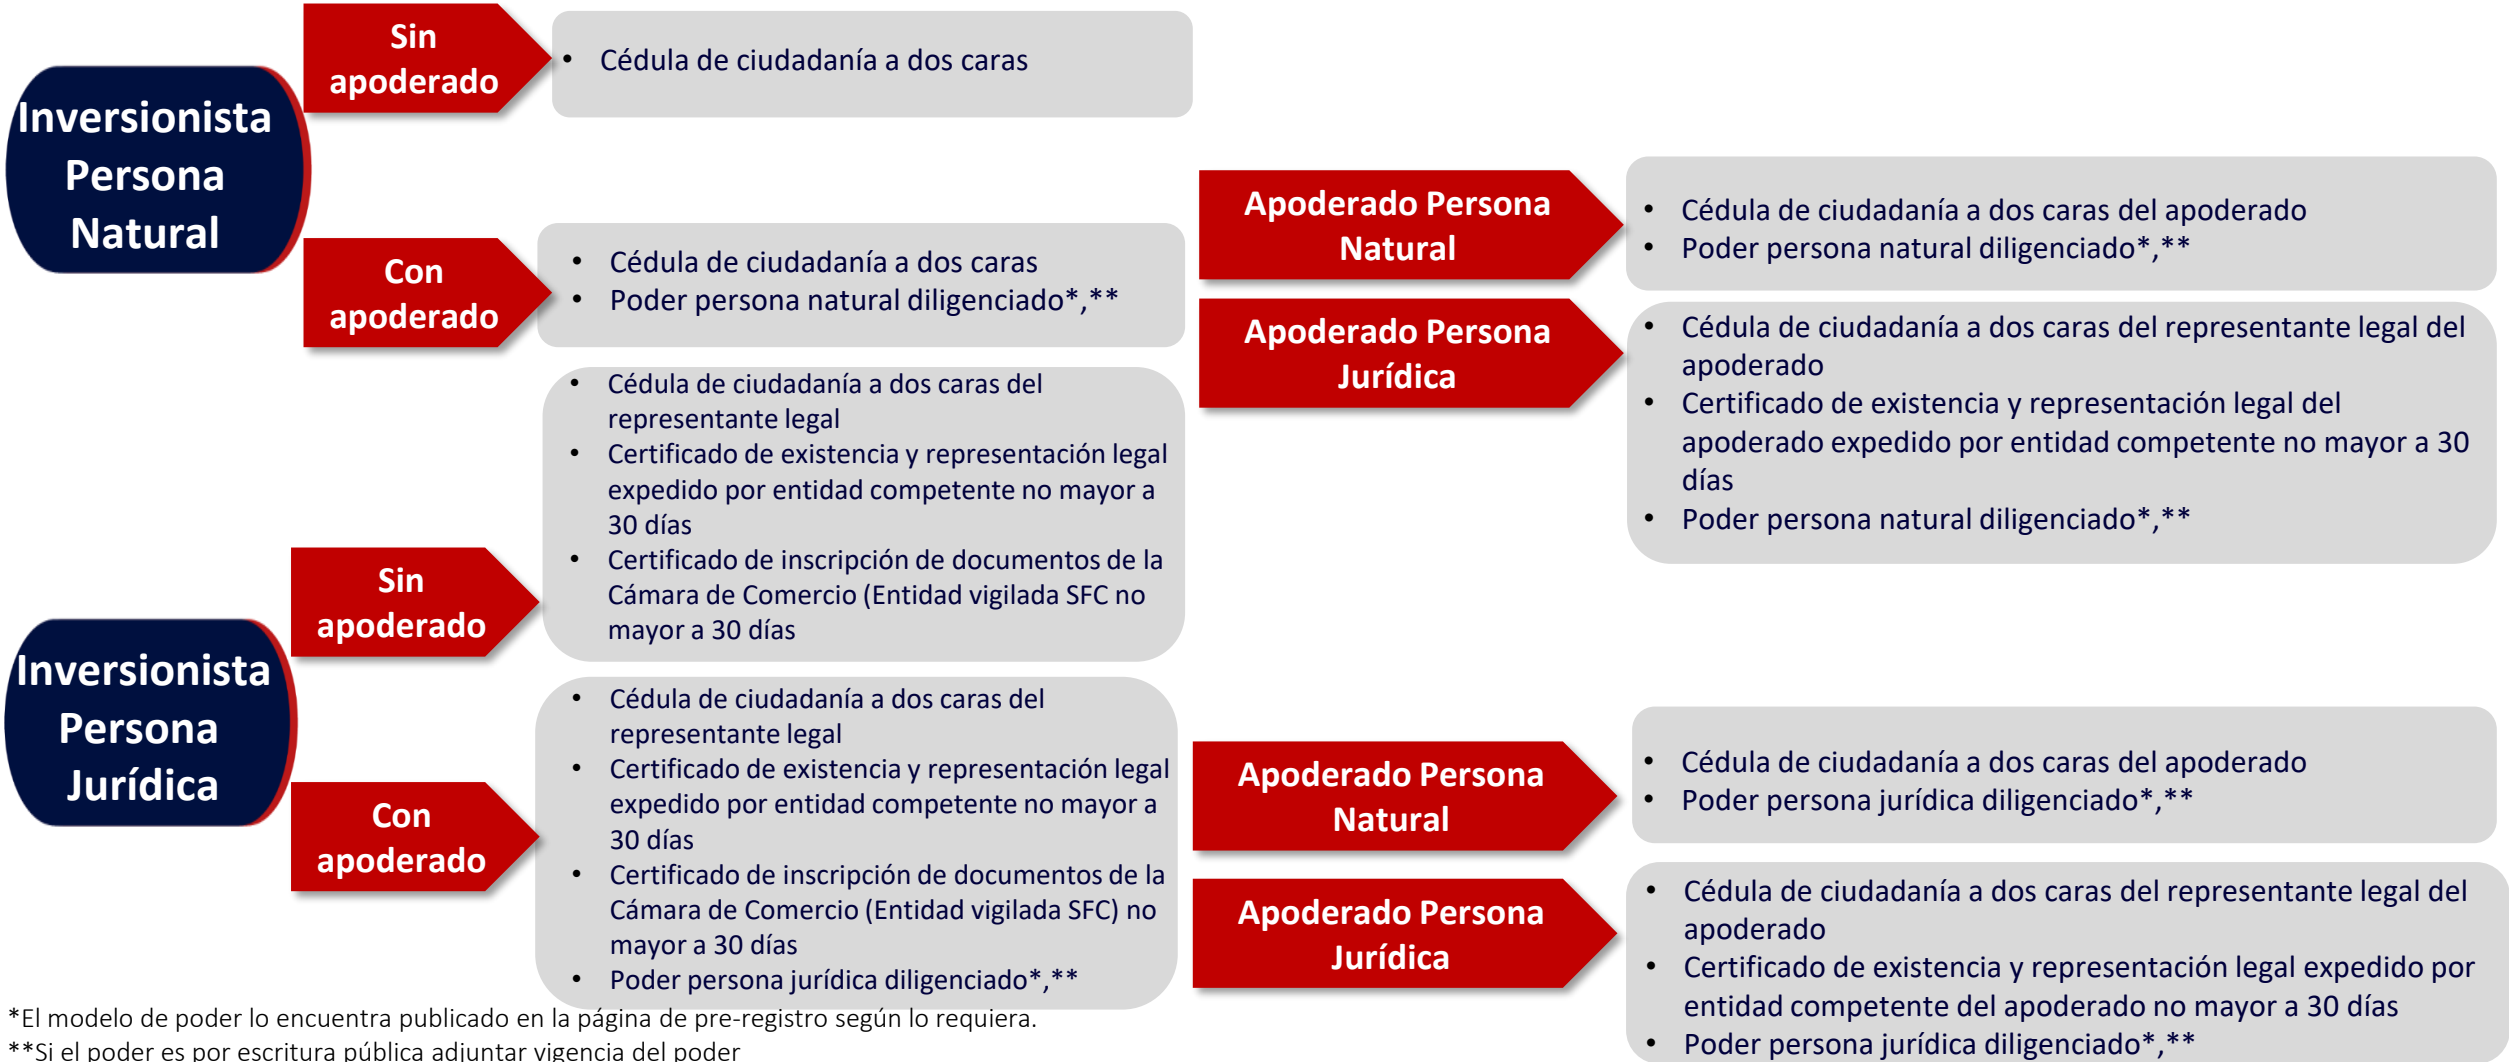 Inversionista
Persona
Natural
Sin
apoderado
• Cédula de ciudadanía a dos caras
Con
apoderado
• Cédula de ciudadanía a dos caras
• Poder persona natural diligenciado*,**
Apoderado Persona
Natural
• Cédula de ciudadanía a dos caras del apoderado
• Poder persona natural diligenciado*,**
Apoderado Persona
Jurídica
• Cédula de ciudadanía a dos caras del representante legal del
apoderado
• Certificado de existencia y representación legal del
apoderado expedido por entidad competente no mayor a 30
días
• Poder persona natural diligenciado*,**
Inversionista
Persona
Jurídica
Sin
apoderado
• Cédula de ciudadanía a dos caras del
representante legal
• Certificado de existencia y representación legal
expedido por entidad competente no mayor a
30 días
• Certificado de inscripción de documentos de la
Cámara de Comercio (Entidad vigilada SFC no
mayor a 30 días
Con
apoderado
• Cédula de ciudadanía a dos caras del
representante legal
• Certificado de existencia y representación legal
expedido por entidad competente no mayor a
30 días
• Certificado de inscripción de documentos de la
Cámara de Comercio (Entidad vigilada SFC) no
mayor a 30 días
• Poder persona jurídica diligenciado*,**
Apoderado Persona
Natural
• Cédula de ciudadanía a dos caras del apoderado
• Poder persona jurídica diligenciado*,**
Apoderado Persona
Jurídica
• Cédula de ciudadanía a dos caras del representante legal del
apoderado
• Certificado de existencia y representación legal expedido por
entidad competente del apoderado no mayor a 30 días
• Poder persona jurídica diligenciado*,**
*El modelo de poder lo encuentra publicado en la página de pre-registro según lo requiera.
**Si el poder es por escritura pública adjuntar vigencia del poder